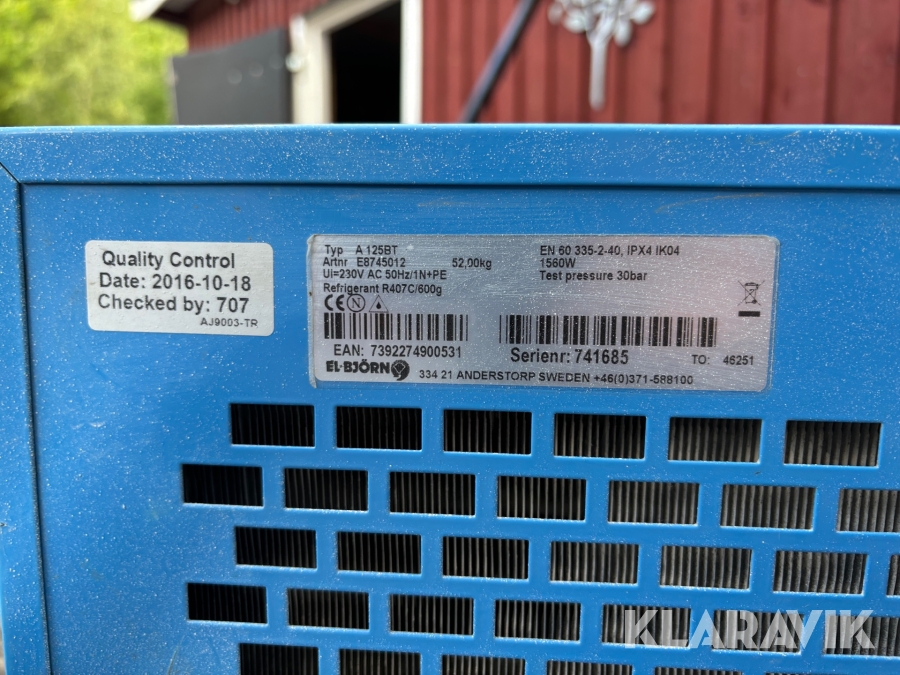 Quality Control
Date: 2016-10-18
Checked by: 707
AJ9003-TR
Typ A 125BT
Artnr E8745012 52,00kg
Ui=230V AC 50Hz/1N+PE
Refrigerant R407C/600g
EN 60 335-2-40, IPX4 IK04
1560W
Test pressure 30bar
CE N
EAN: 7392274900531
Serienr: 741685
TO: 46251
EL-BJÖRN
334 21 ANDERSTORP SWEDEN +46(0)371-588100
KLARAVIK